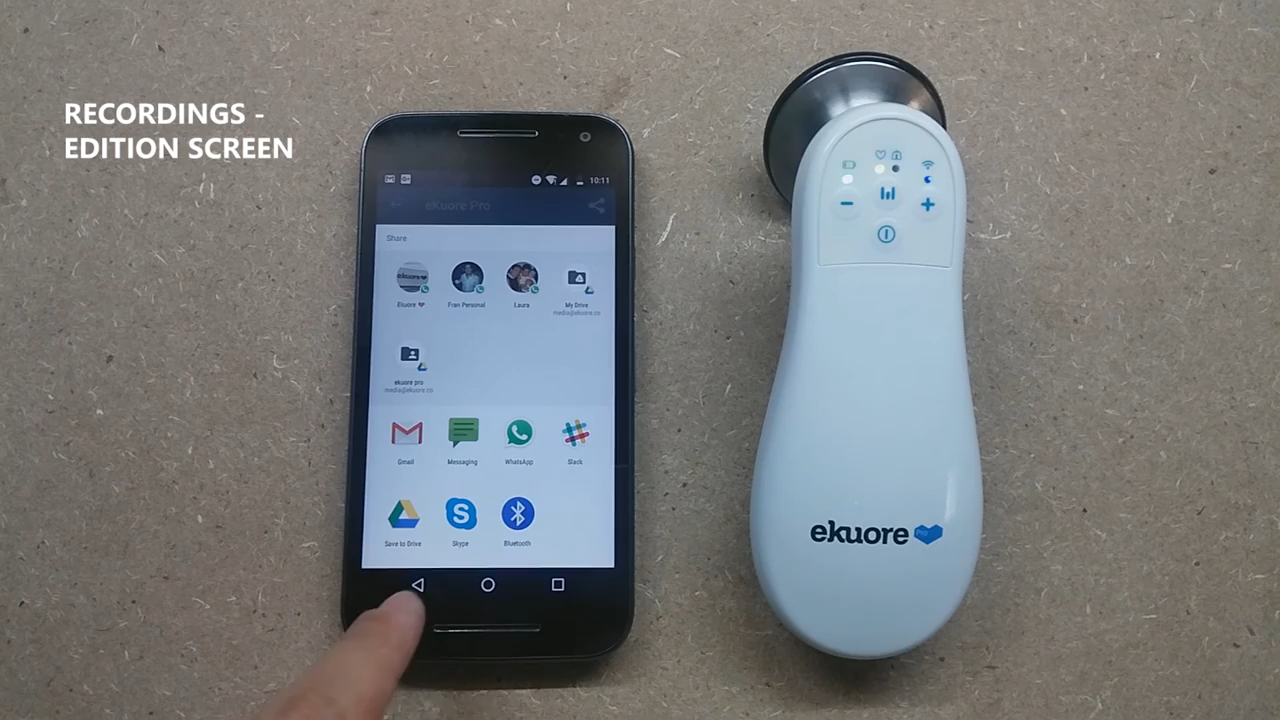 RECORDINGS -
EDITION SCREEN
10:11
eKuore Pro
Share
Ekuore
Fran Personal
Laura
My Drive
media@ekuore.co
ekuore pro
media@ekuore.co
Gmail
Messaging
WhatsApp
Slack
Save to Drive
Skype
Bluetooth
ekuore
PRO